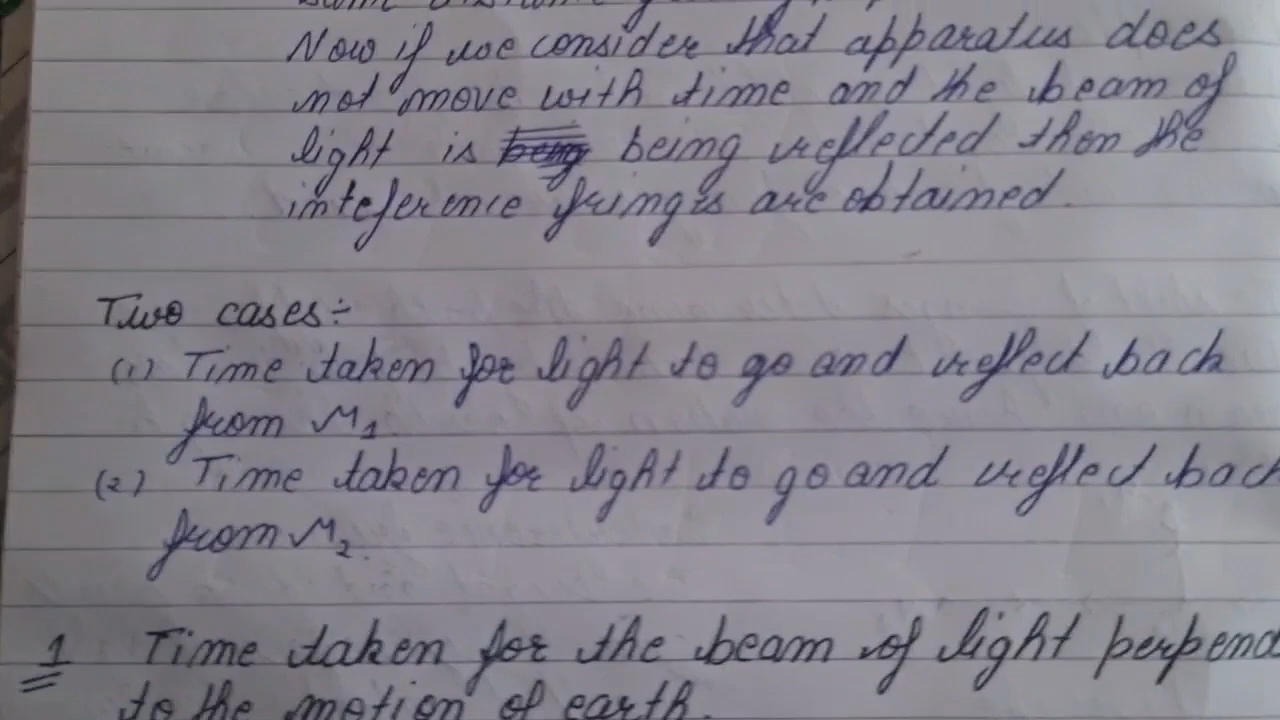 Now if we consider that apparatus does
not move with time and the beam of
light is being reflected then the
inteference fringes are obtained.
Two cases÷
(1) Time taken for light to go and reflect back
from M1
(2) Time taken for light to go and reflect back
from M2.
1 Time taken for the beam of light perpend
to the motion of earth.